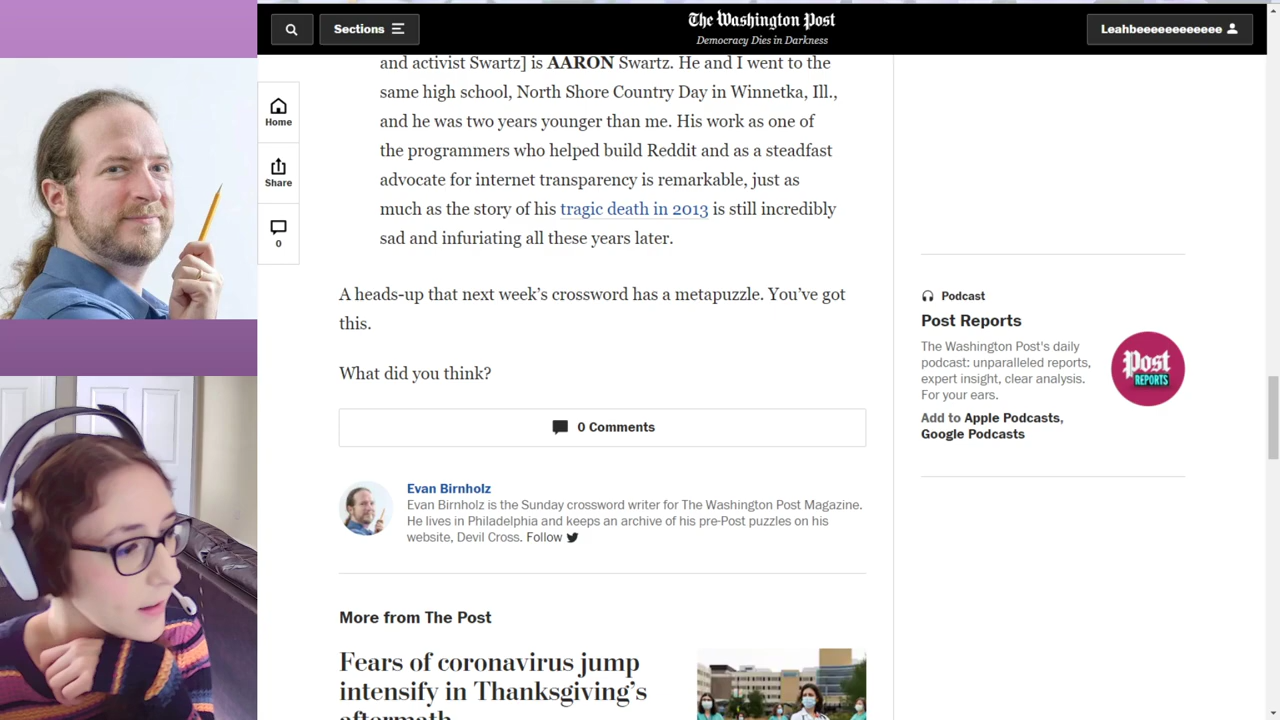 Sections
The Washington Post
Democracy Dies in Darkness
Leahbeeeeeeeeeeee
Home
Share
0
and activist Swartz] is AARON Swartz. He and I went to the
same high school, North Shore Country Day in Winnetka, Ill.,
and he was two years younger than me. His work as one of
the programmers who helped build Reddit and as a steadfast
advocate for internet transparency is remarkable, just as
much as the story of his tragic death in 2013 is still incredibly
sad and infuriating all these years later.
A heads-up that next week’s crossword has a metapuzzle. You’ve got
this.
What did you think?
0 Comments
Evan Birnholz
Evan Birnholz is the Sunday crossword writer for The Washington Post Magazine.
He lives in Philadelphia and keeps an archive of his pre-Post puzzles on his
website, Devil Cross. Follow
More from The Post
Fears of coronavirus jump
intensify in Thanksgiving’s
aftermath
Podcast
Post Reports
The Washington Post's daily
podcast: unparalleled reports,
expert insight, clear analysis.
For your ears.
Add to Apple Podcasts,
Google Podcasts
Post
REPORTS